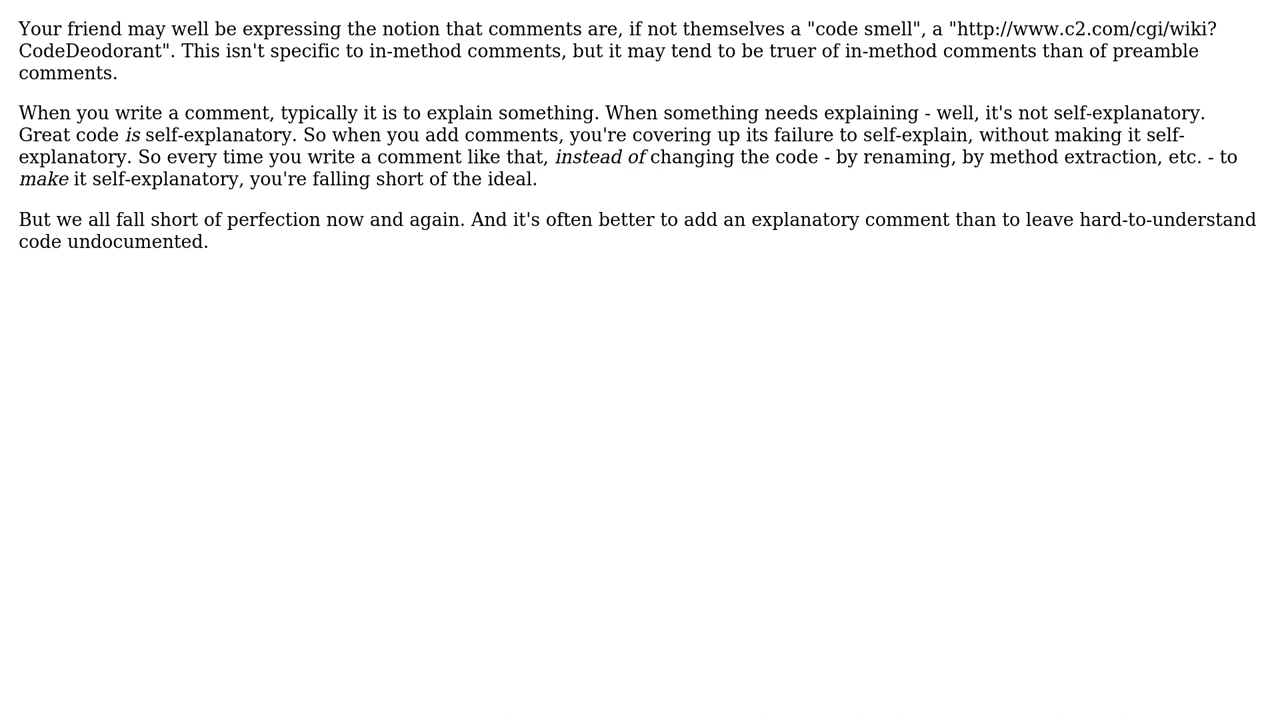 Your friend may well be expressing the notion that comments are, if not themselves a "code smell", a "http://www.c2.com/cgi/wiki?
CodeDeodorant". This isn't specific to in-method comments, but it may tend to be truer of in-method comments than of preamble
comments.
When you write a comment, typically it is to explain something. When something needs explaining - well, it's not self-explanatory.
Great code is self-explanatory. So when you add comments, you're covering up its failure to self-explain, without making it self-
explanatory. So every time you write a comment like that, instead of changing the code - by renaming, by method extraction, etc. - to
make it self-explanatory, you're falling short of the ideal.
But we all fall short of perfection now and again. And it's often better to add an explanatory comment than to leave hard-to-understand
code undocumented.